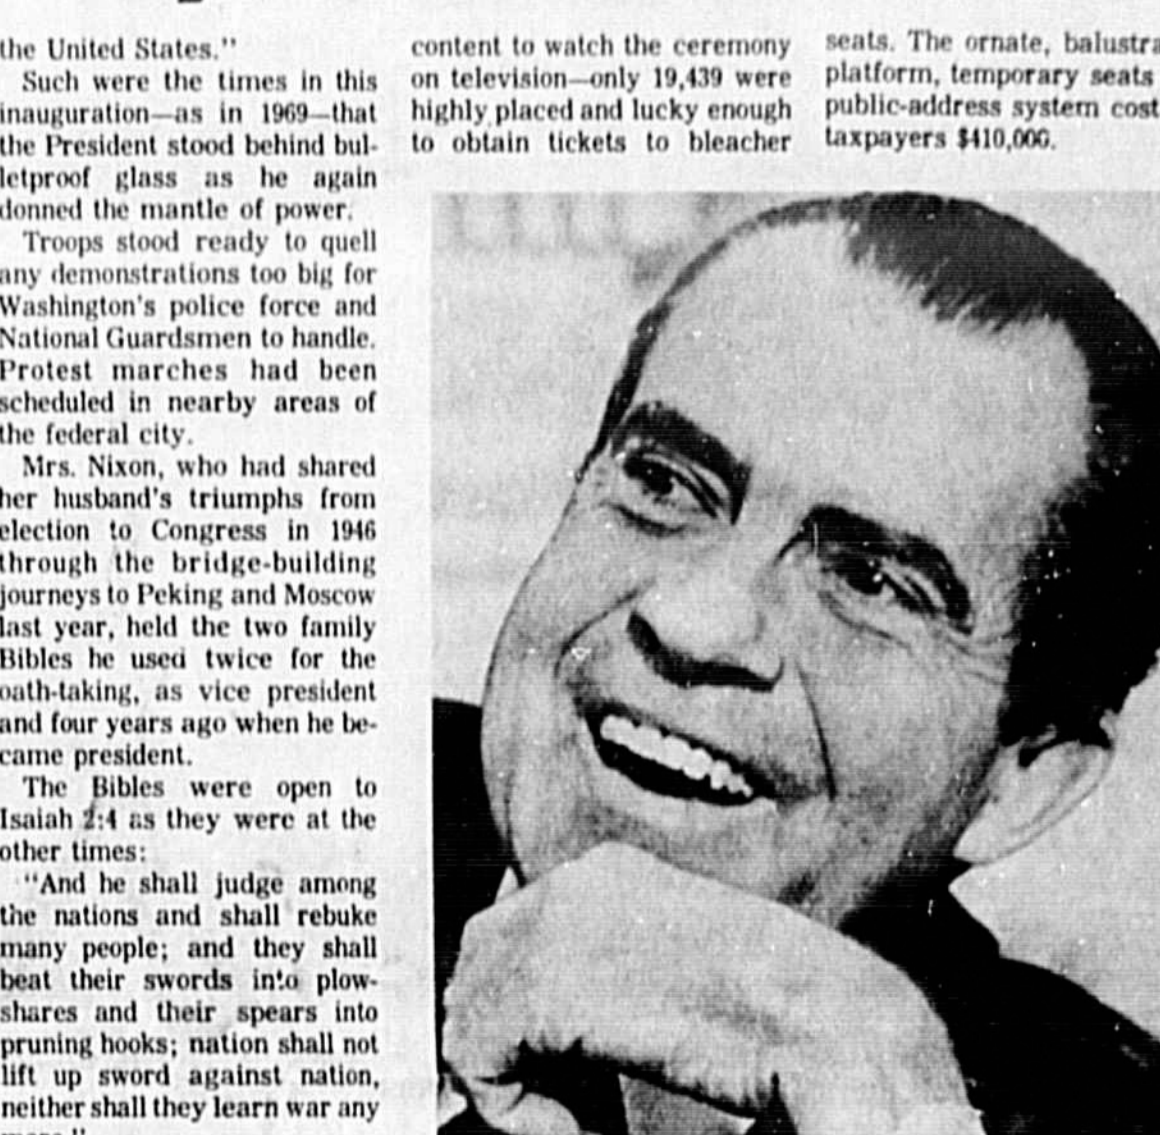 the United States."
Such were the times in this
inauguration—as in 1969—that
the President stood behind bul-
letproof glass as he again
donned the mantle of power.
Troops stood ready to quell
any demonstrations too big for
Washington's police force and
National Guardsmen to handle.
Protest marches had been
scheduled in nearby areas of
the federal city.
Mrs. Nixon, who had shared
her husband's triumphs from
election to Congress in 1946
through the bridge-building
journeys to Peking and Moscow
last year, held the two family
Bibles he used twice for the
oath-taking, as vice president
and four years ago when he be-
came president.
The Bibles were open to
Isaiah 2:4 as they were at the
other times:
"And he shall judge among
the nations and shall rebuke
many people; and they shall
beat their swords into plow-
shares and their spears into
pruning hooks; nation shall not
lift up sword against nation,
neither shall they learn war any
content to watch the ceremony
on television—only 19,439 were
highly placed and lucky enough
to obtain tickets to bleacher
seats. The ornate, balustra
platform, temporary seats
public-address system cost
taxpayers $410,000.